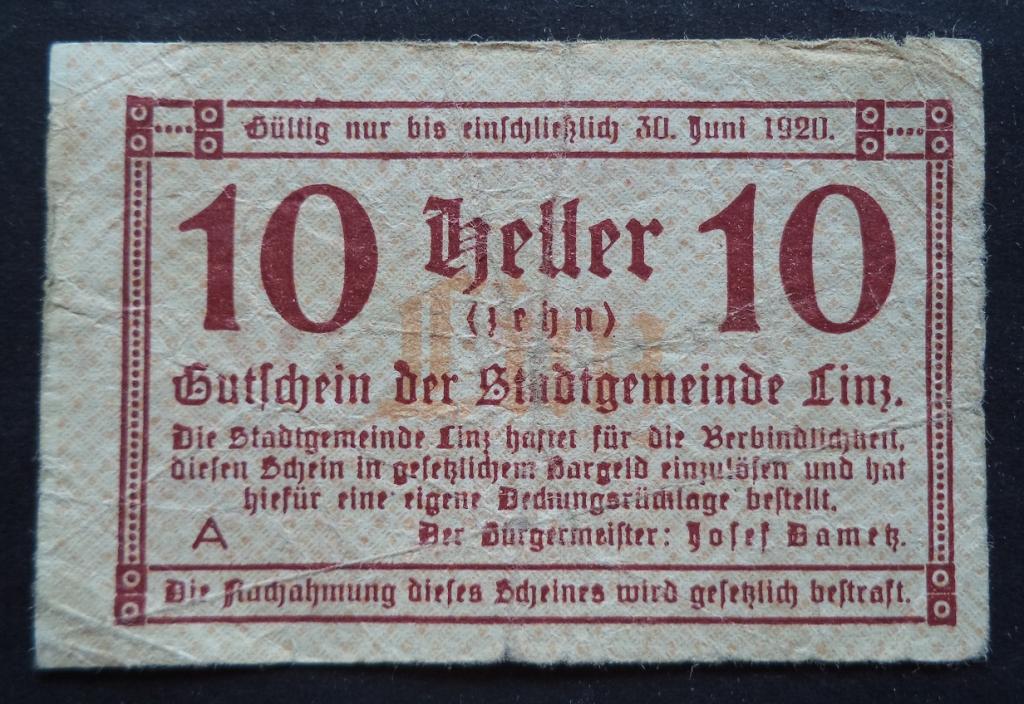 Gültig nur bis einschließlich 30. Juni 1920.
10 Heller 10
(zehn)
Gutschein der Stadtgemeinde Linz.
Die Stadtgemeinde Linz haftet für die Verbindlichkeit,
diesen Schein in gesetzlichem Bargeld einzulösen und hat
hiefür eine eigene Deckungsrücklage bestellt.
A Der Bürgermeister: Josef Dametz.
Die Nachahmung dieses Scheines wird gesetzlich bestraft.